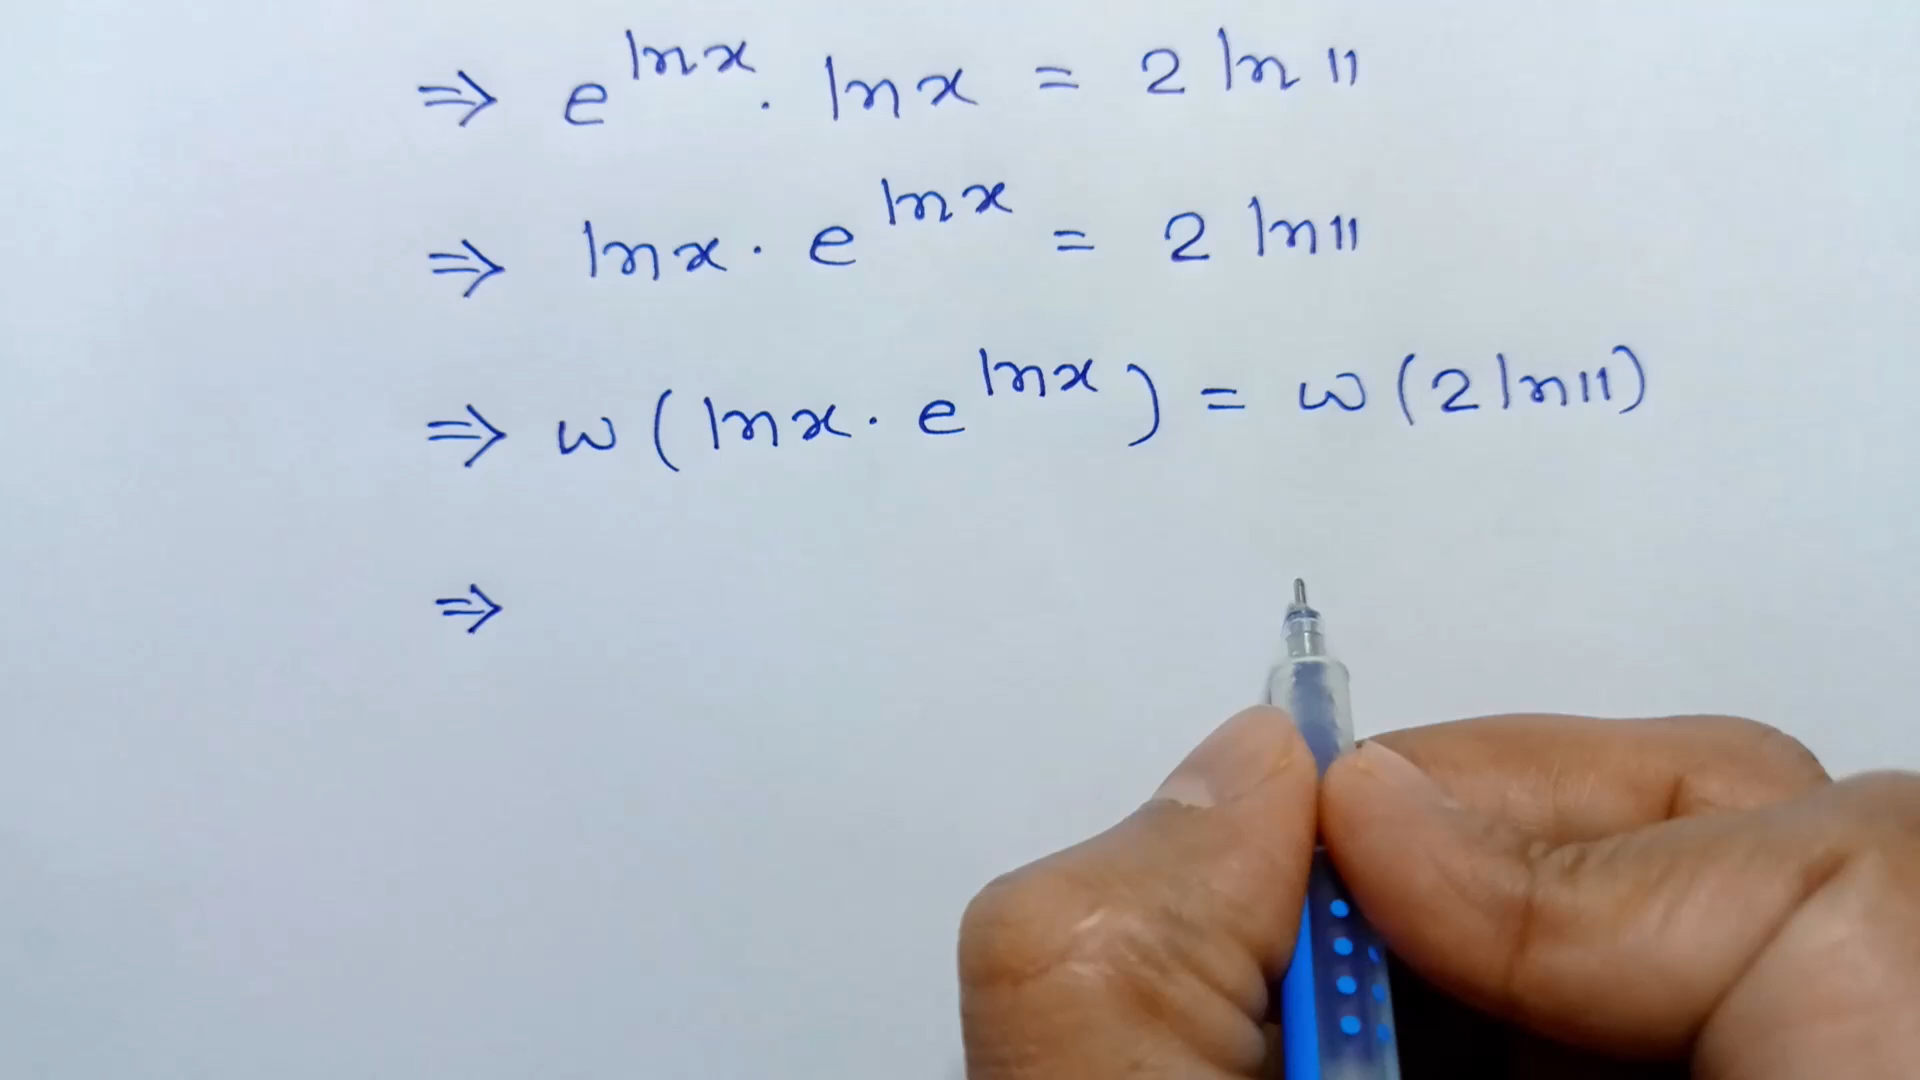 ⇒ e^{ln x} . ln x = 2 ln 11
⇒ ln x . e^{ln x} = 2 ln 11
⇒ w (ln x . e^{ln x}) = w (2 ln 11)
⇒